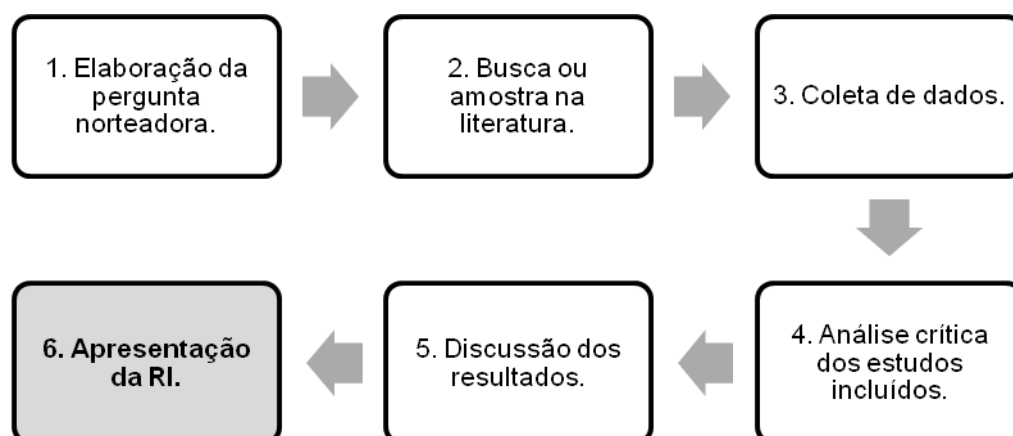 1. Elaboração da
pergunta
norteadora.
2. Busca ou
amostra na
literatura.
3. Coleta de dados.
4. Análise crítica
dos estudos
incluídos.
5. Discussão dos
resultados.
6. Apresentação
da RI.